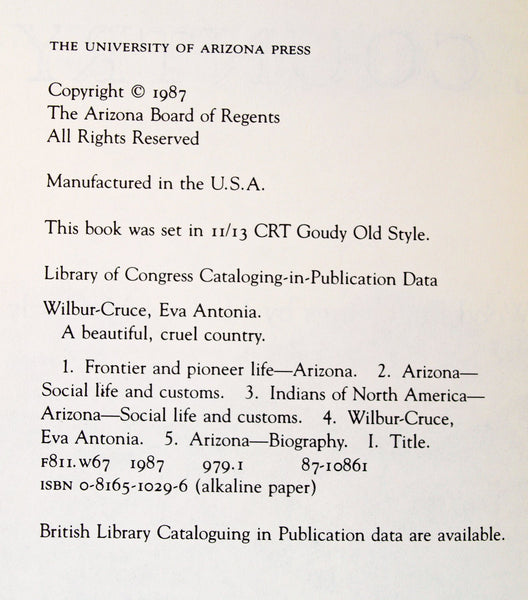 THE UNIVERSITY OF ARIZONA PRESS
Copyright © 1987
The Arizona Board of Regents
All Rights Reserved
Manufactured in the U.S.A.
This book was set in 11/13 CRT Goudy Old Style.
Library of Congress Cataloging-in-Publication Data
Wilbur-Cruce, Eva Antonia.
A beautiful, cruel country.
1. Frontier and pioneer life—Arizona. 2. Arizona—
Social life and customs. 3. Indians of North America—
Arizona—Social life and customs. 4. Wilbur-Cruce,
Eva Antonia. 5. Arizona—Biography. I. Title.
F811.W67 1987 979.1 87-10861
ISBN 0-8165-1029-6 (alkaline paper)
British Library Cataloguing in Publication data are available.